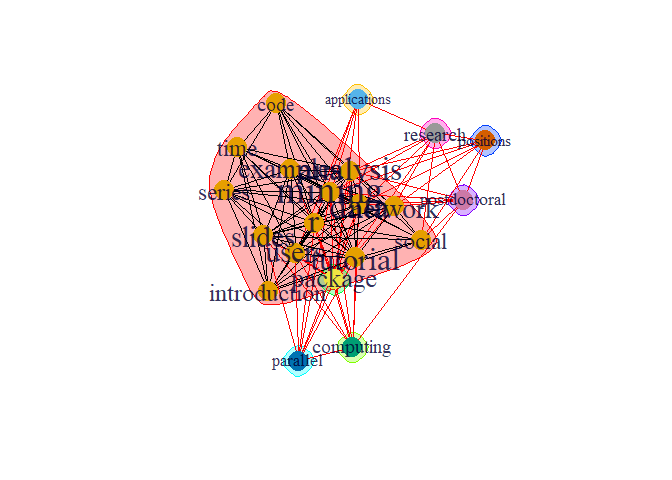 code
applications
time
research
positions
examples
analysis
series
mining
data
network
postdoctoral
r
slides
social
users
tutorial
package
introduction
computing
parallel